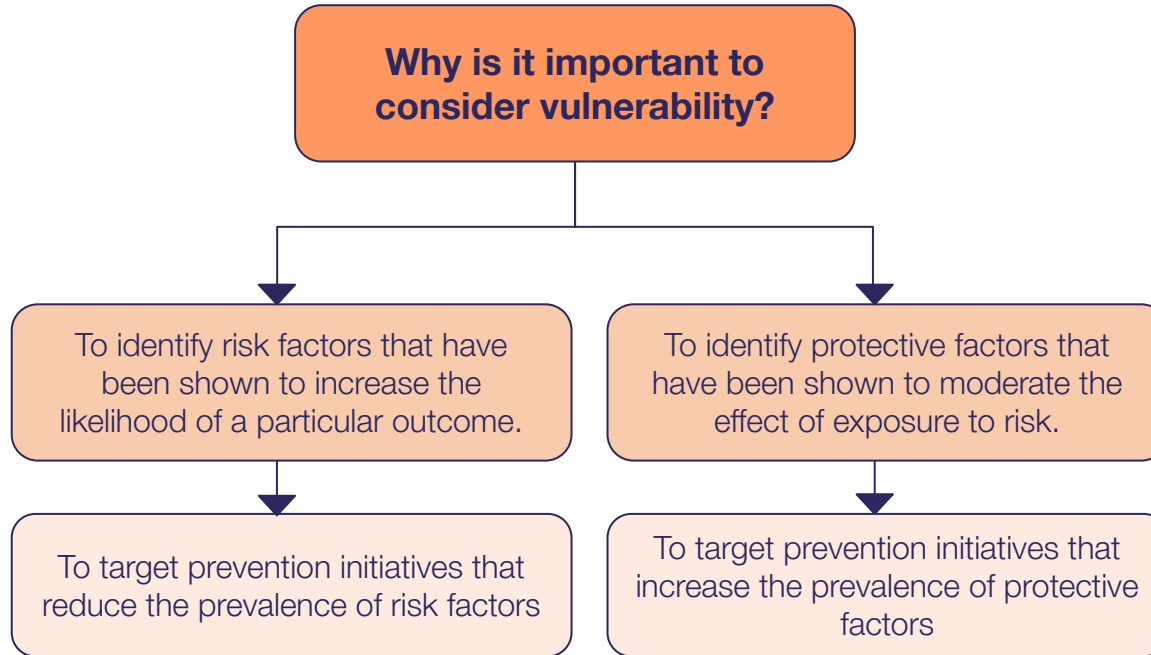 Why is it important to
consider vulnerability?
To identify risk factors that have
been shown to increase the
likelihood of a particular outcome.
To identify protective factors that
have been shown to moderate the
effect of exposure to risk.
To target prevention initiatives that
reduce the prevalence of risk factors
To target prevention initiatives that
increase the prevalence of protective
factors